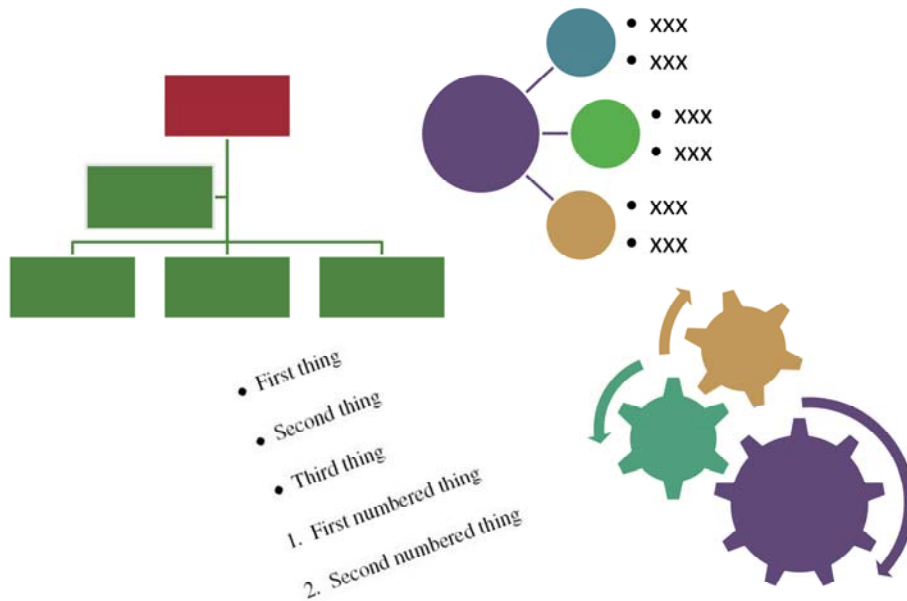 • xxx
• xxx
• xxx
• xxx
• xxx
• xxx
• First thing
• Second thing
• Third thing
1. First numbered thing
2. Second numbered thing